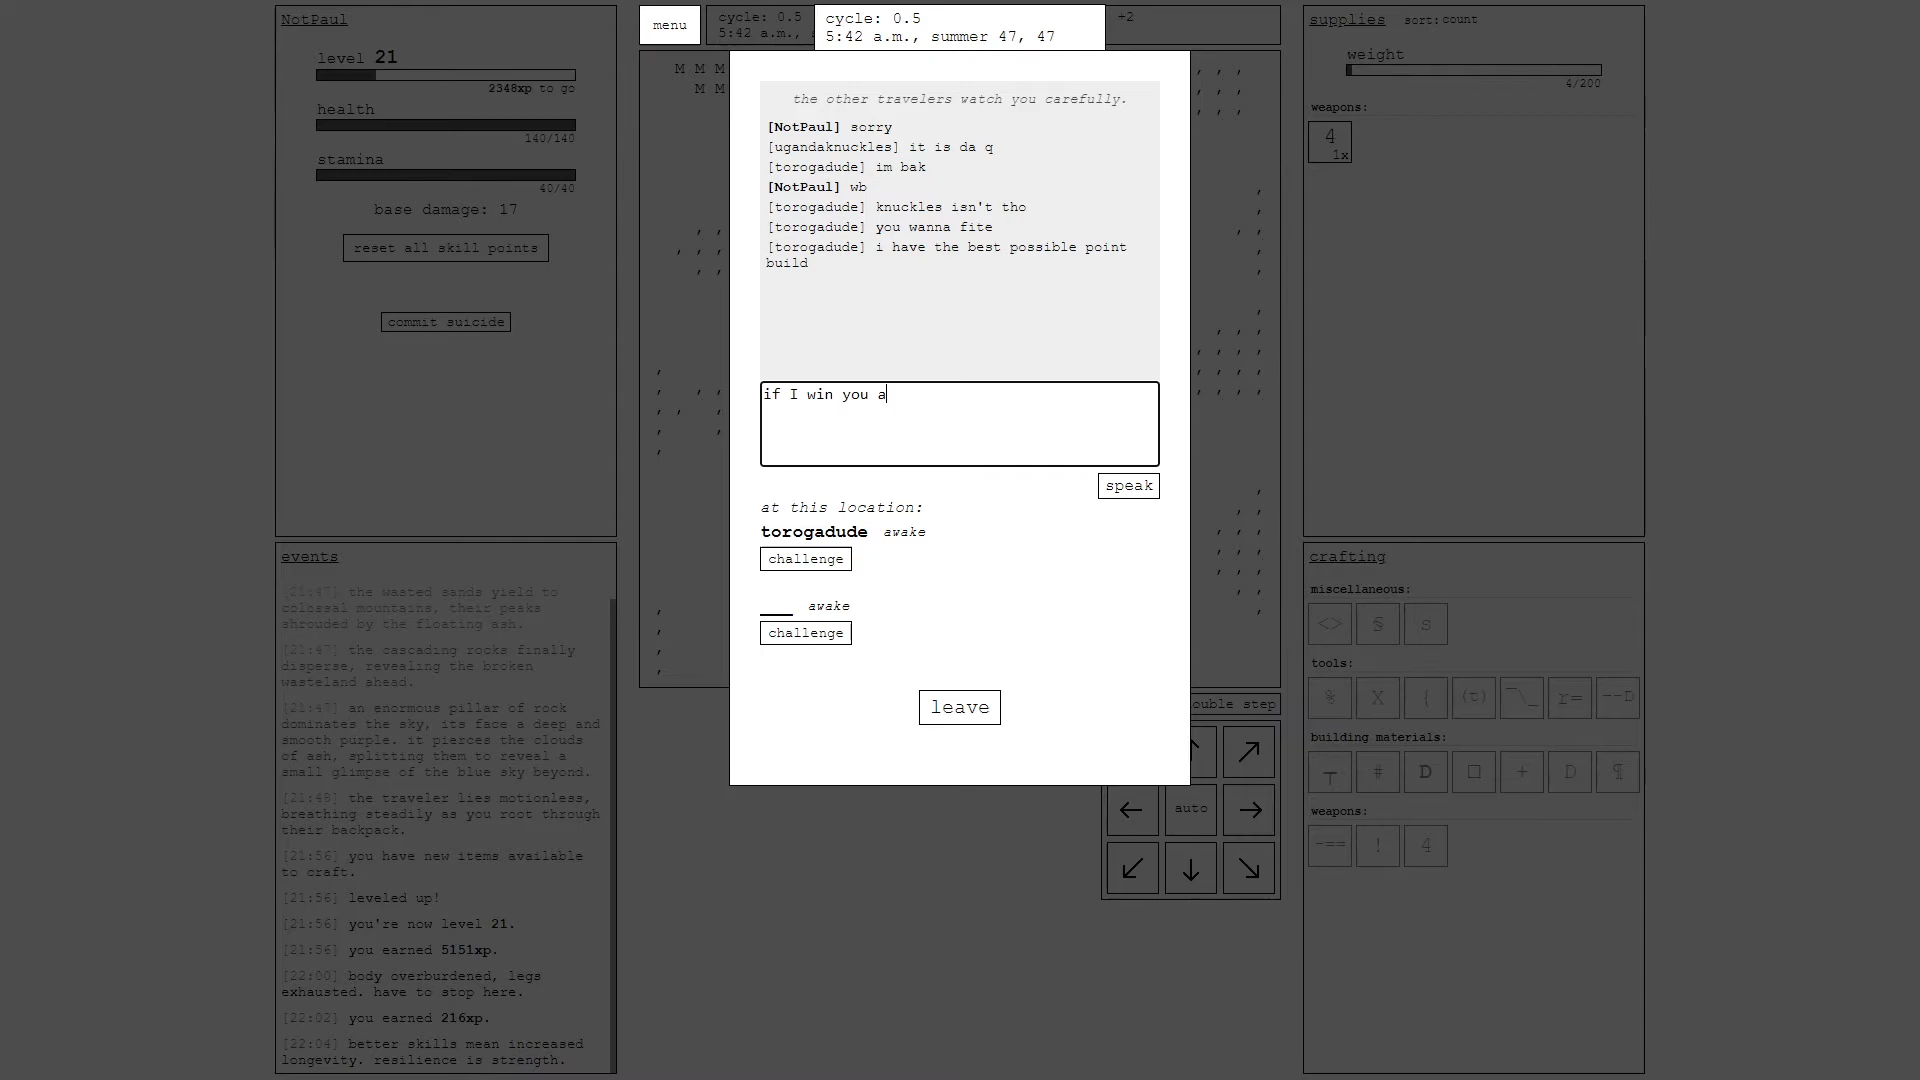 NotPaul
level 21
2348xp to go
health
140/140
stamina
40/40
base damage: 17
reset all skill points
commit suicide
events
[21:47] the wasted sands yield to
colossal mountains, their peaks
shrouded by the floating ash.
[21:47] the cascading rocks finally
disperse, revealing the broken
wasteland ahead.
[21:47] an enormous pillar of rock
dominates the sky, its face a deep and
smooth purple. it pierces the clouds
of ash, splitting them to reveal a
small glimpse of the blue sky beyond.
[21:48] the traveler lies motionless,
breathing steadily as you root through
their backpack.
[21:56] you have new items available
to craft.
[21:56] leveled up!
[21:56] you're now level 21.
[21:56] you earned 5151xp.
[22:00] body overburdened, legs
exhausted. have to stop here.
[22:02] you earned 216xp.
[22:04] better skills mean increased
longevity. resilience is strength.
menu
cycle: 0.5
5:42 a.m., s
+2
M M M
M M
cycle: 0.5
5:42 a.m., summer 47, 47
the other travelers watch you carefully.
[NotPaul] sorry
[ugandaknuckles] it is da q
[torogadude] im bak
[NotPaul] wb
[torogadude] knuckles isn't tho
[torogadude] you wanna fite
[torogadude] i have the best possible point
build
if I win you a
speak
at this location:
torogadude awake
challenge
___ awake
challenge
leave
ouble step
↑ ↗
← auto →
↙ ↓ ↘
supplies sort: count
weight
4/200
weapons:
4
1x
crafting
miscellaneous:
<> § s
tools:
% X { (t) r= --D
building materials:
┬ # D □ + D ¶
weapons:
-== ! 4